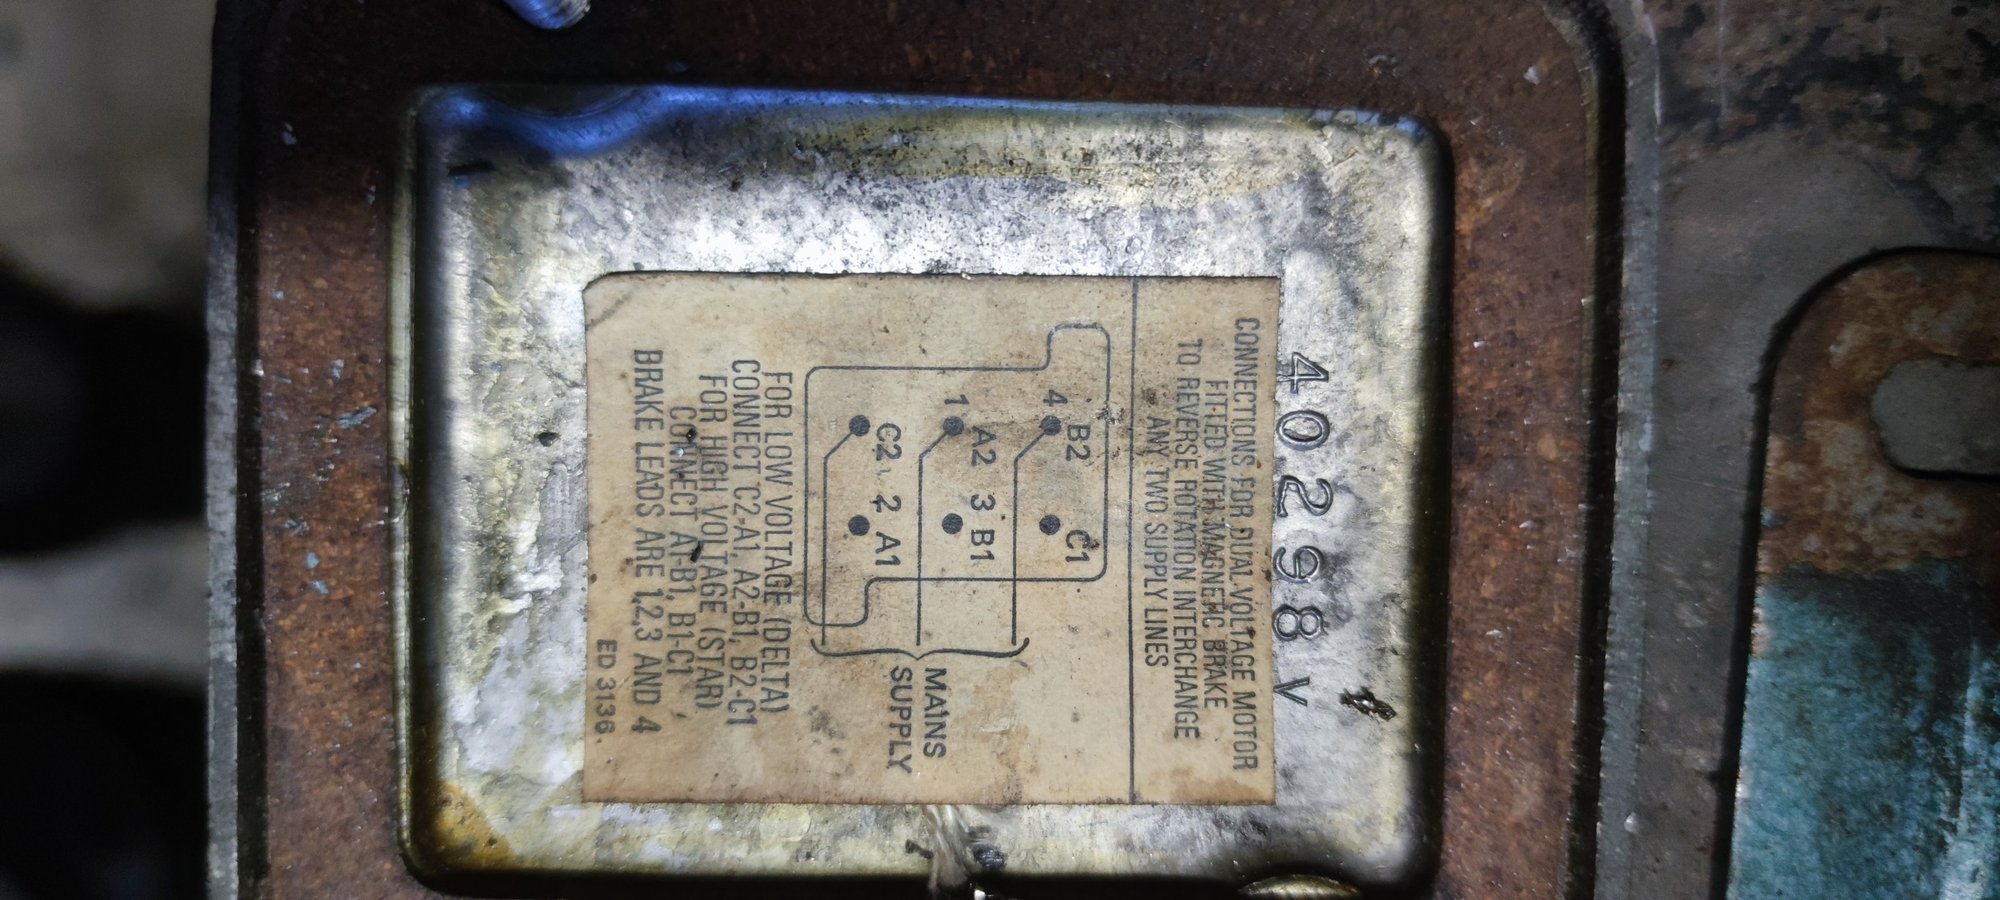 40298 V
CONNECTIONS FOR DUAL-VOLTAGE MOTOR
FITTED WITH MAGNETIC BRAKE
TO REVERSE ROTATION INTERCHANGE
ANY TWO SUPPLY LINES
4 B2 C1
1 A2 3 B1
C2 2 A1
MAINS
SUPPLY
FOR LOW VOLTAGE (DELTA)
CONNECT C2-A1, A2-B1, B2-C1
FOR HIGH VOLTAGE (STAR)
CONNECT A1-B1, B1-C1
BRAKE LEADS ARE 1,2,3 AND 4
ED 3136.